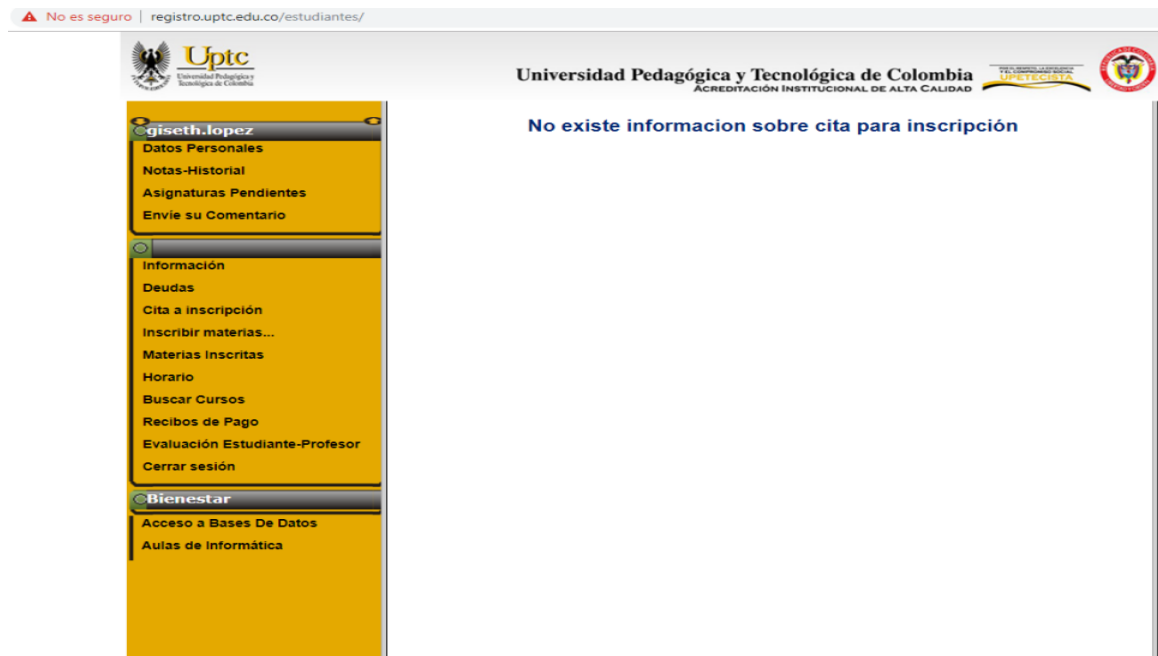 No es seguro | registro.uptc.edu.co/estudiantes/
Uptc
Universidad Pedagógica y
Tecnológica de Colombia
Universidad Pedagógica y Tecnológica de Colombia
ACREDITACIÓN INSTITUCIONAL DE ALTA CALIDAD
UPETECISTA
giseth.lopez
Datos Personales
Notas-Historial
Asignaturas Pendientes
Envie su Comentario
Información
Deudas
Cita a inscripción
Inscribir materias...
Materias Inscritas
Horario
Buscar Cursos
Recibos de Pago
Evaluación Estudiante-Profesor
Cerrar sesión
Bienestar
Acceso a Bases De Datos
Aulas de Informática
No existe informacion sobre cita para inscripción